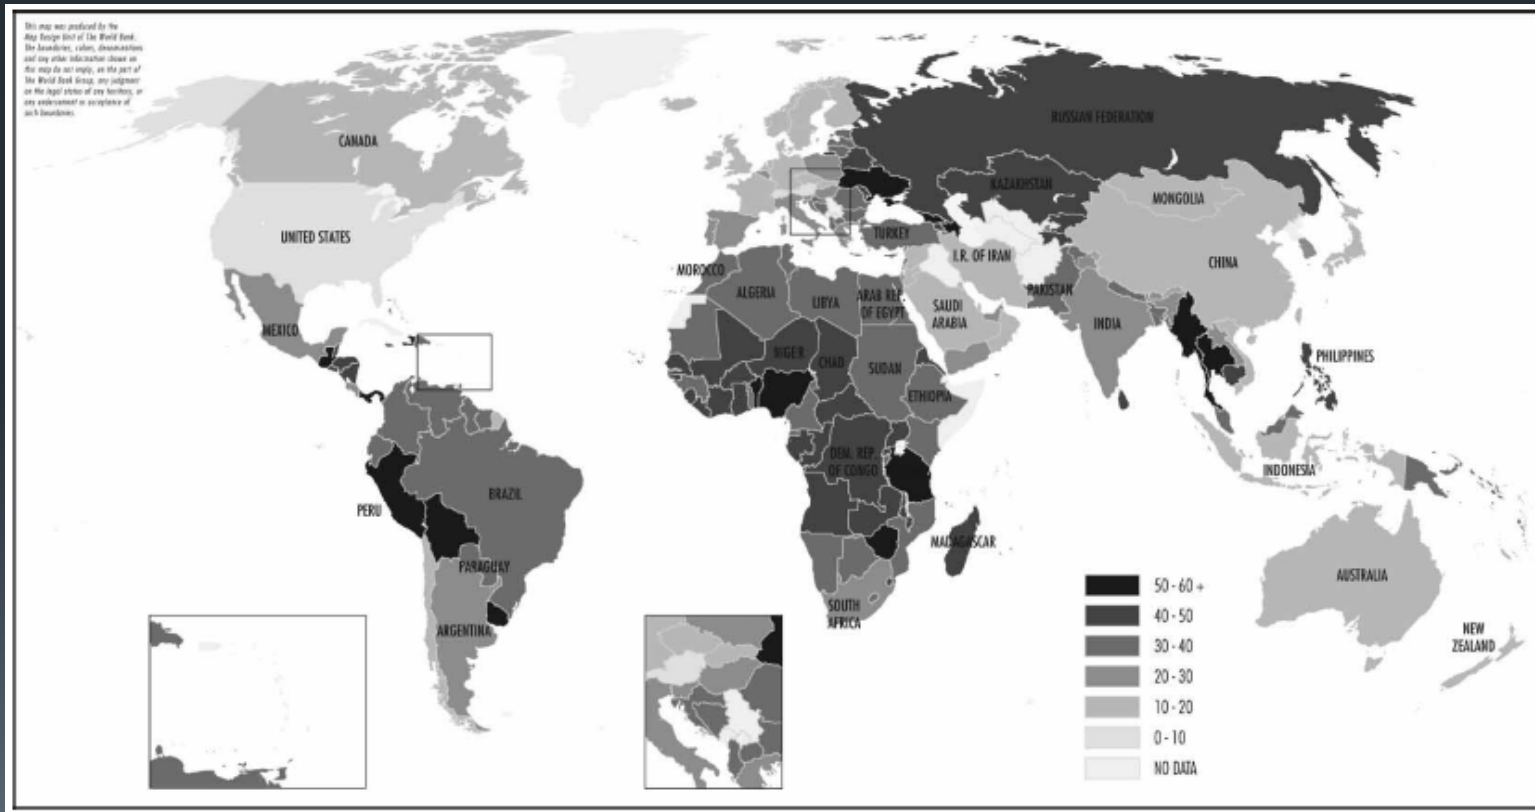 This map was produced by the
Map Design Unit of The World Bank.
The boundaries, colors, denominations
and any other information shown on
this map do not imply, on the part of
The World Bank Group, any judgment
on the legal status of any territory, or
any endorsement or acceptance of
such boundaries.
RUSSIAN FEDERATION
CANADA
KAZAKHSTAN
MONGOLIA
UNITED STATES
TURKEY
I.R. OF IRAN
CHINA
MOROCCO
ALGERIA
LIBYA
ARAB REP.
OF EGYPT
SAUDI
ARABIA
PAKISTAN
INDIA
MEXICO
NIGER
CHAD
SUDAN
PHILIPPINES
ETHIOPIA
DEM. REP.
OF CONGO
INDONESIA
BRAZIL
PERU
MADAGASCAR
PARAGUAY
AUSTRALIA
SOUTH
AFRICA
ARGENTINA
NEW
ZEALAND
50 - 60 +
40 - 50
30 - 40
20 - 30
10 - 20
0 - 10
NO DATA